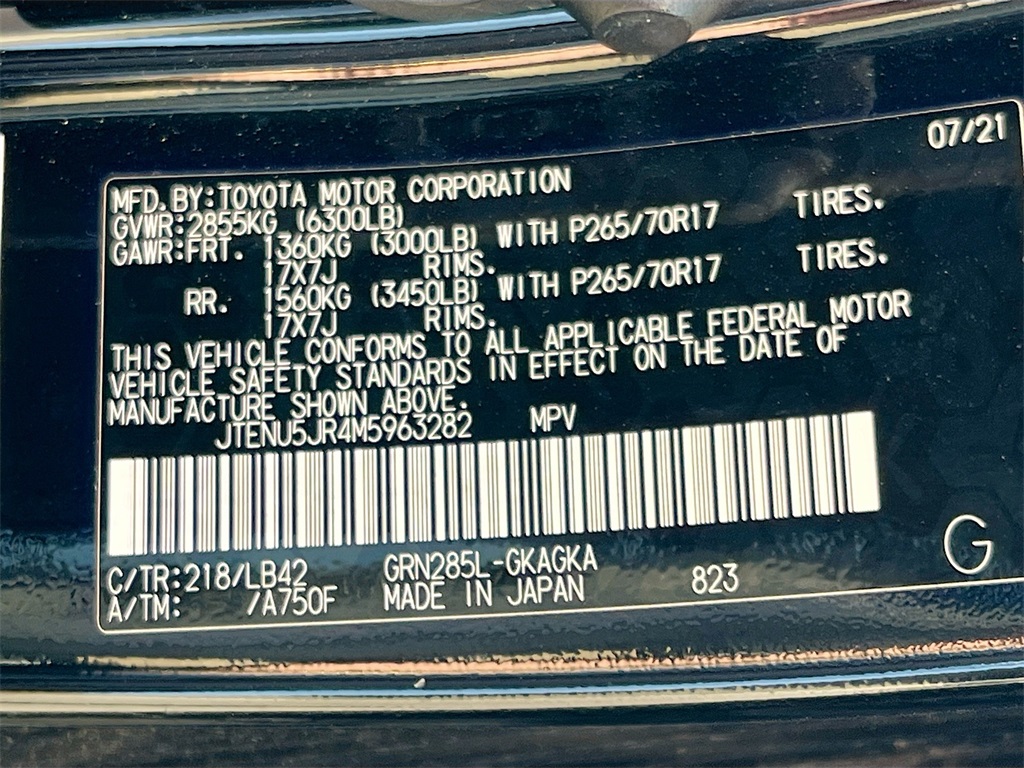 07/21
MFD.BY:TOYOTA MOTOR CORPORATION
GVWR:2855KG (6300LB)
GAWR:FRT. 1360KG (3000LB) WITH P265/70R17 TIRES.
17X7J RIMS.
RR. 1560KG (3450LB) WITH P265/70R17 TIRES.
17X7J RIMS.
THIS VEHICLE CONFORMS TO ALL APPLICABLE FEDERAL MOTOR
VEHICLE SAFETY STANDARDS IN EFFECT ON THE DATE OF
MANUFACTURE SHOWN ABOVE.
JTENU5JR4M5963282 MPV
C/TR:218/LB42 GRN285L-GKAGKA
A/TM: /A750F MADE IN JAPAN 823 G